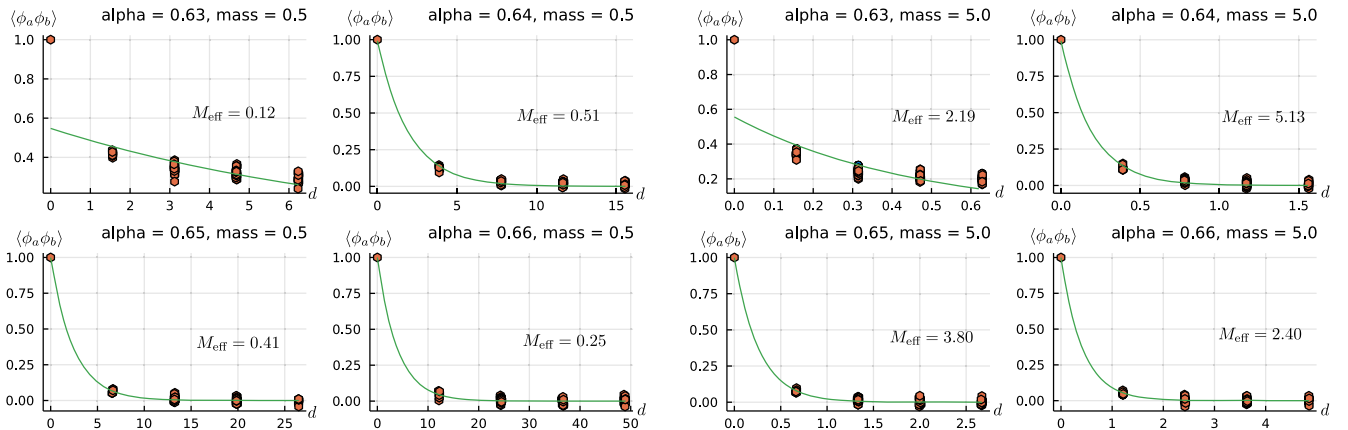 ⟨ϕ_aϕ_b⟩ alpha = 0.63, mass = 0.5
1.0
0.8
0.6
0.4
M_eff = 0.12
0 1 2 3 4 5 6 d
⟨ϕ_aϕ_b⟩ alpha = 0.64, mass = 0.5
1.00
0.75
0.50
0.25
0.00
M_eff = 0.51
0 5 10 15 d
⟨ϕ_aϕ_b⟩ alpha = 0.63, mass = 5.0
1.0
0.8
0.6
0.4
0.2
M_eff = 2.19
0.0 0.1 0.2 0.3 0.4 0.5 0.6 d
⟨ϕ_aϕ_b⟩ alpha = 0.64, mass = 5.0
1.00
0.75
0.50
0.25
0.00
M_eff = 5.13
0.0 0.5 1.0 1.5 d
⟨ϕ_aϕ_b⟩ alpha = 0.65, mass = 0.5
1.00
0.75
0.50
0.25
0.00
M_eff = 0.41
0 5 10 15 20 25 d
⟨ϕ_aϕ_b⟩ alpha = 0.66, mass = 0.5
1.00
0.75
0.50
0.25
0.00
M_eff = 0.25
0 10 20 30 40 50 d
⟨ϕ_aϕ_b⟩ alpha = 0.65, mass = 5.0
1.00
0.75
0.50
0.25
0.00
M_eff = 3.80
0.0 0.5 1.0 1.5 2.0 2.5 d
⟨ϕ_aϕ_b⟩ alpha = 0.66, mass = 5.0
1.00
0.75
0.50
0.25
0.00
M_eff = 2.40
0 1 2 3 4 d